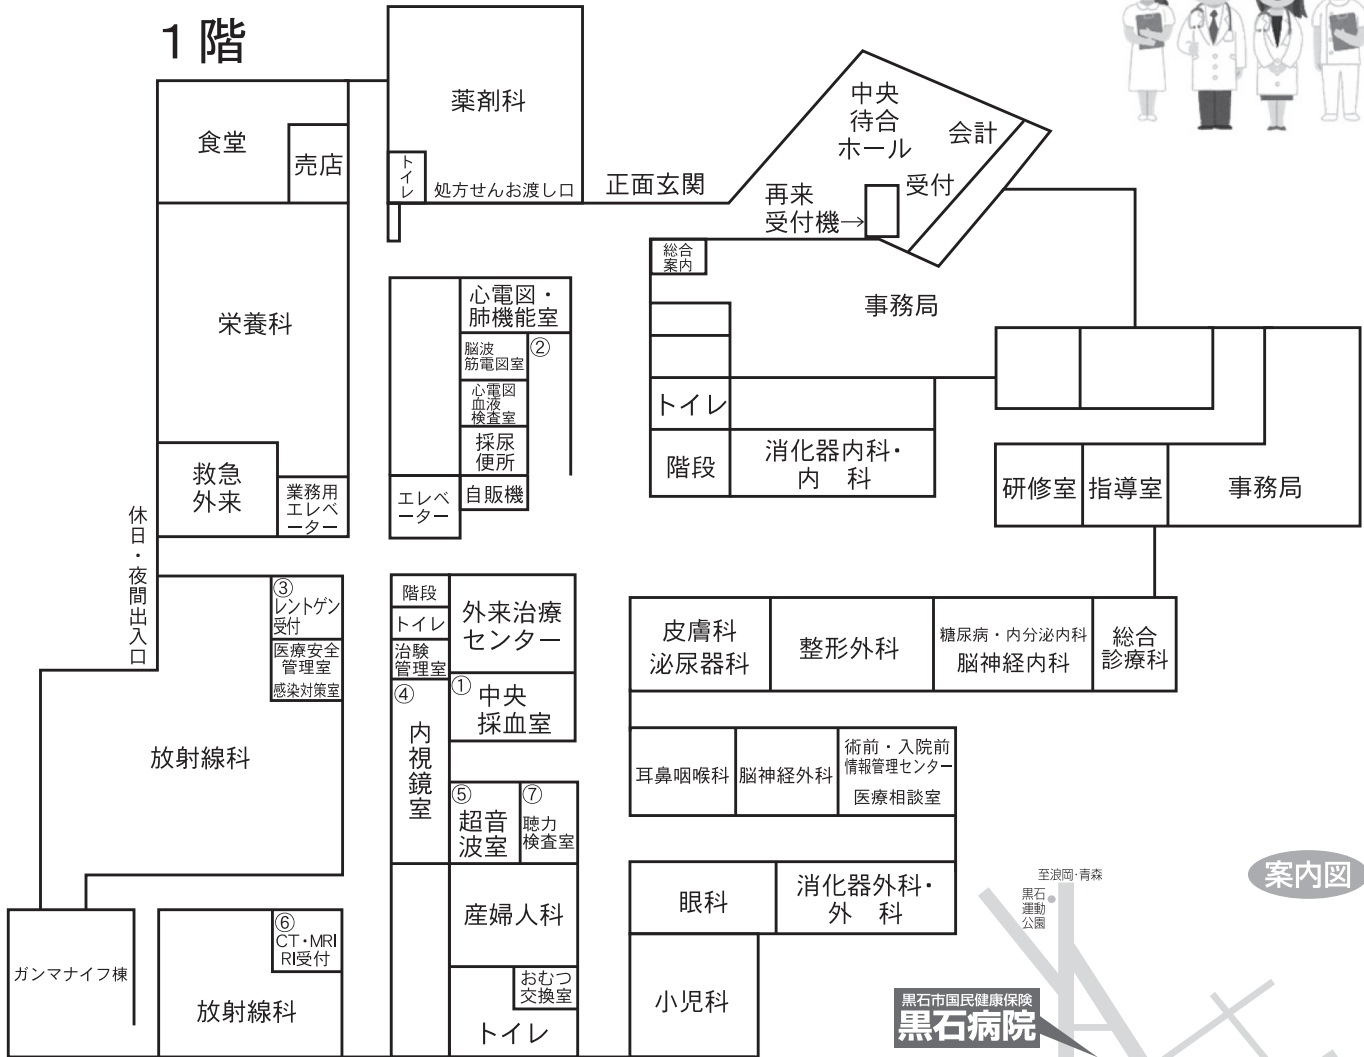 1階
薬剤科
食堂
売店
トイレ
処方せんお渡し口
正面玄関
中央
待合
ホール
会計
受付
再来
受付機→
総合
案内
事務局
栄養科
心電図・
肺機能室
脳波
筋電図室
②
心電図
血液
検査室
採尿
便所
自販機
エレベ
ーター
トイレ
階段
消化器内科・
内　科
研修室
指導室
事務局
救急
外来
業務用
エレベ
ーター
休日・夜間出入口
③
レントゲン
受付
医療安全
管理室
感染対策室
放射線科
階段
トイレ
治験
管理室
④
内視鏡室
外来治療
センター
①
中央
採血室
⑤
超音
波室
⑦
聴力
検査室
産婦人科
おむつ
交換室
トイレ
皮膚科
泌尿器科
整形外科
糖尿病・内分泌内科
脳神経内科
総合
診療科
耳鼻咽喉科
脳神経外科
術前・入院前
情報管理センター
医療相談室
眼科
消化器外科・
外　科
小児科
ガンマナイフ棟
⑥
CT・MRI
RI受付
放射線科
案内図
至浪岡・青森
黒石
運動
公園
黒石市国民健康保険
黒石病院